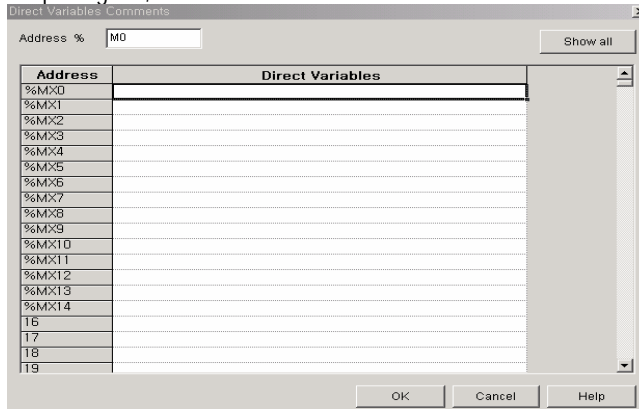 Direct Variables Comments
Address % M0 Show all
Address Direct Variables
%MX0
%MX1
%MX2
%MX3
%MX4
%MX5
%MX6
%MX7
%MX8
%MX9
%MX10
%MX11
%MX12
%MX13
%MX14
16
17
18
19
OK Cancel Help